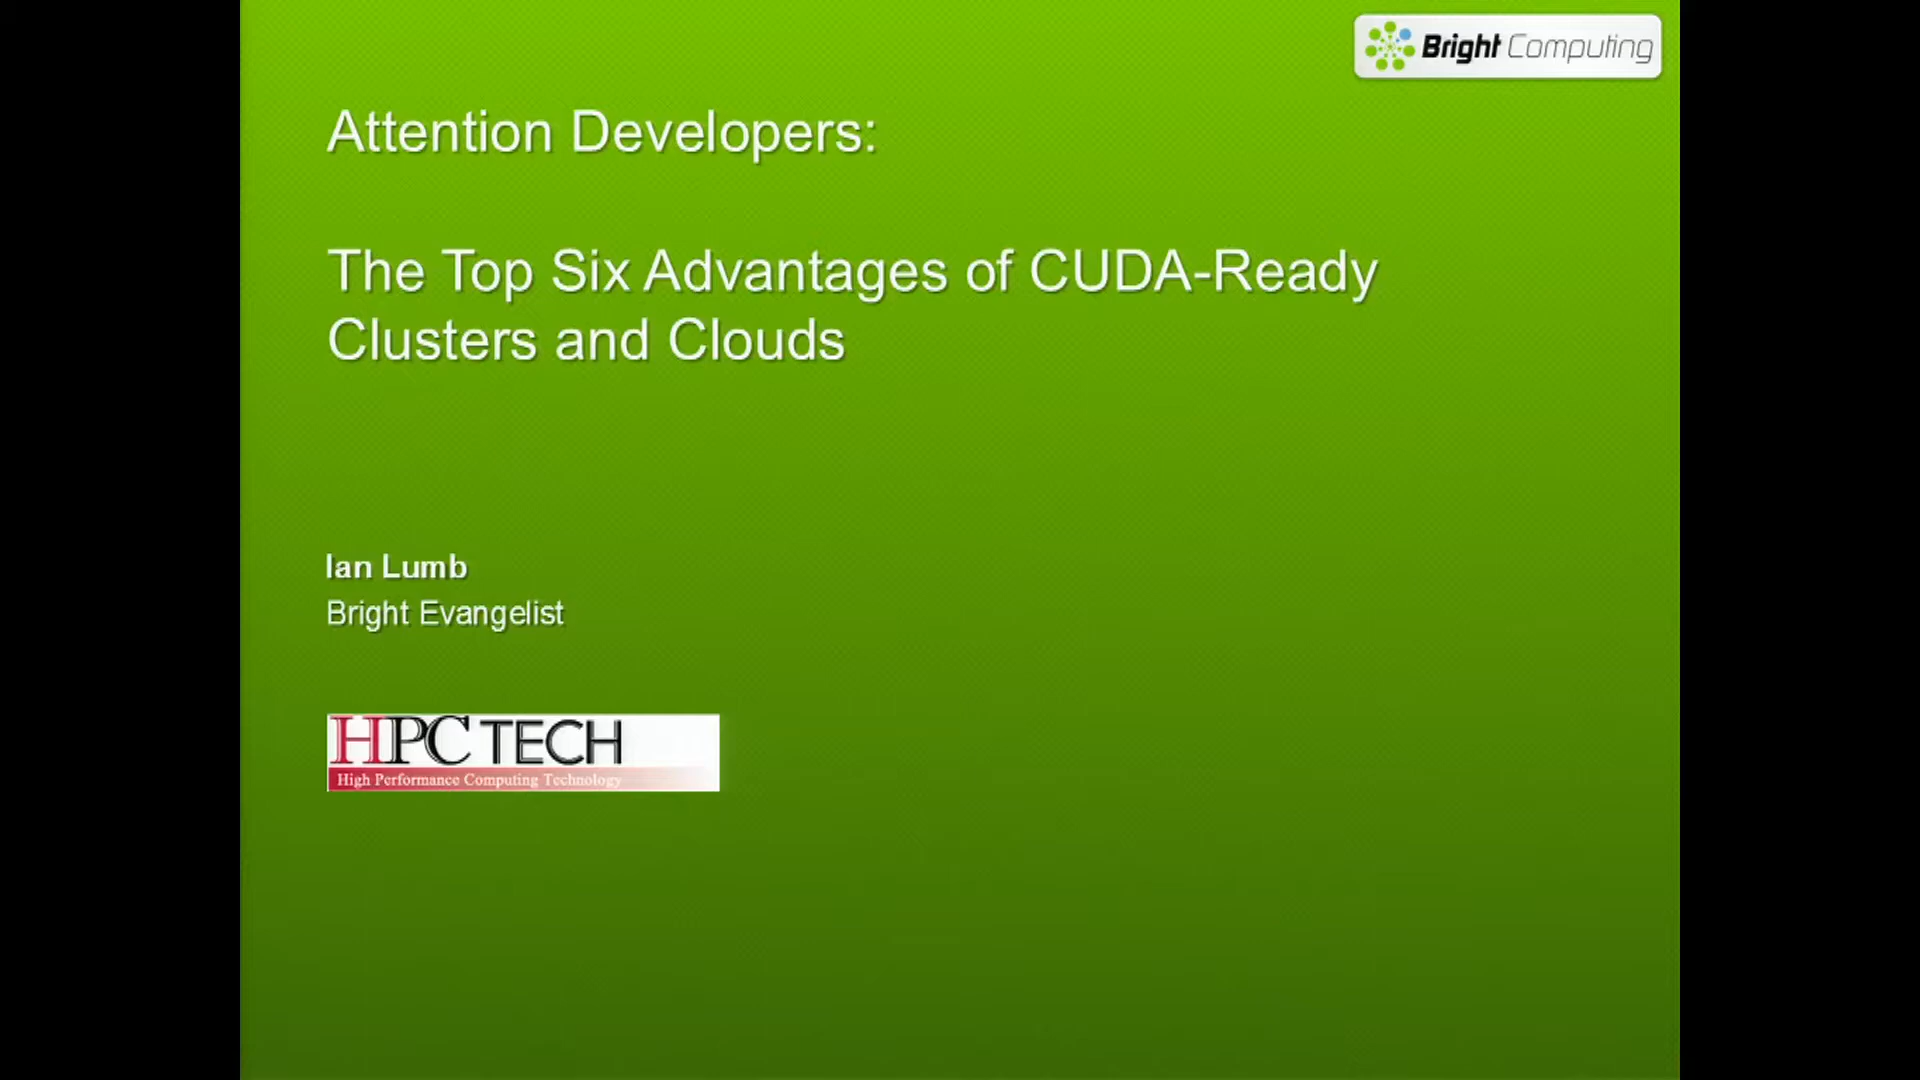 Bright Computing
Attention Developers:
The Top Six Advantages of CUDA-Ready
Clusters and Clouds
Ian Lumb
Bright Evangelist
HPC TECH
High Performance Computing Technology